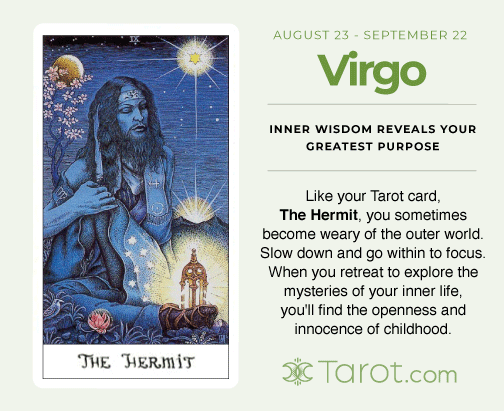 IX
THE HERMIT
AUGUST 23 - SEPTEMBER 22
Virgo
INNER WISDOM REVEALS YOUR
GREATEST PURPOSE
Like your Tarot card,
The Hermit, you sometimes
become weary of the outer world.
Slow down and go within to focus.
When you retreat to explore the
mysteries of your inner life,
you'll find the openness and
innocence of childhood.
Tarot.com